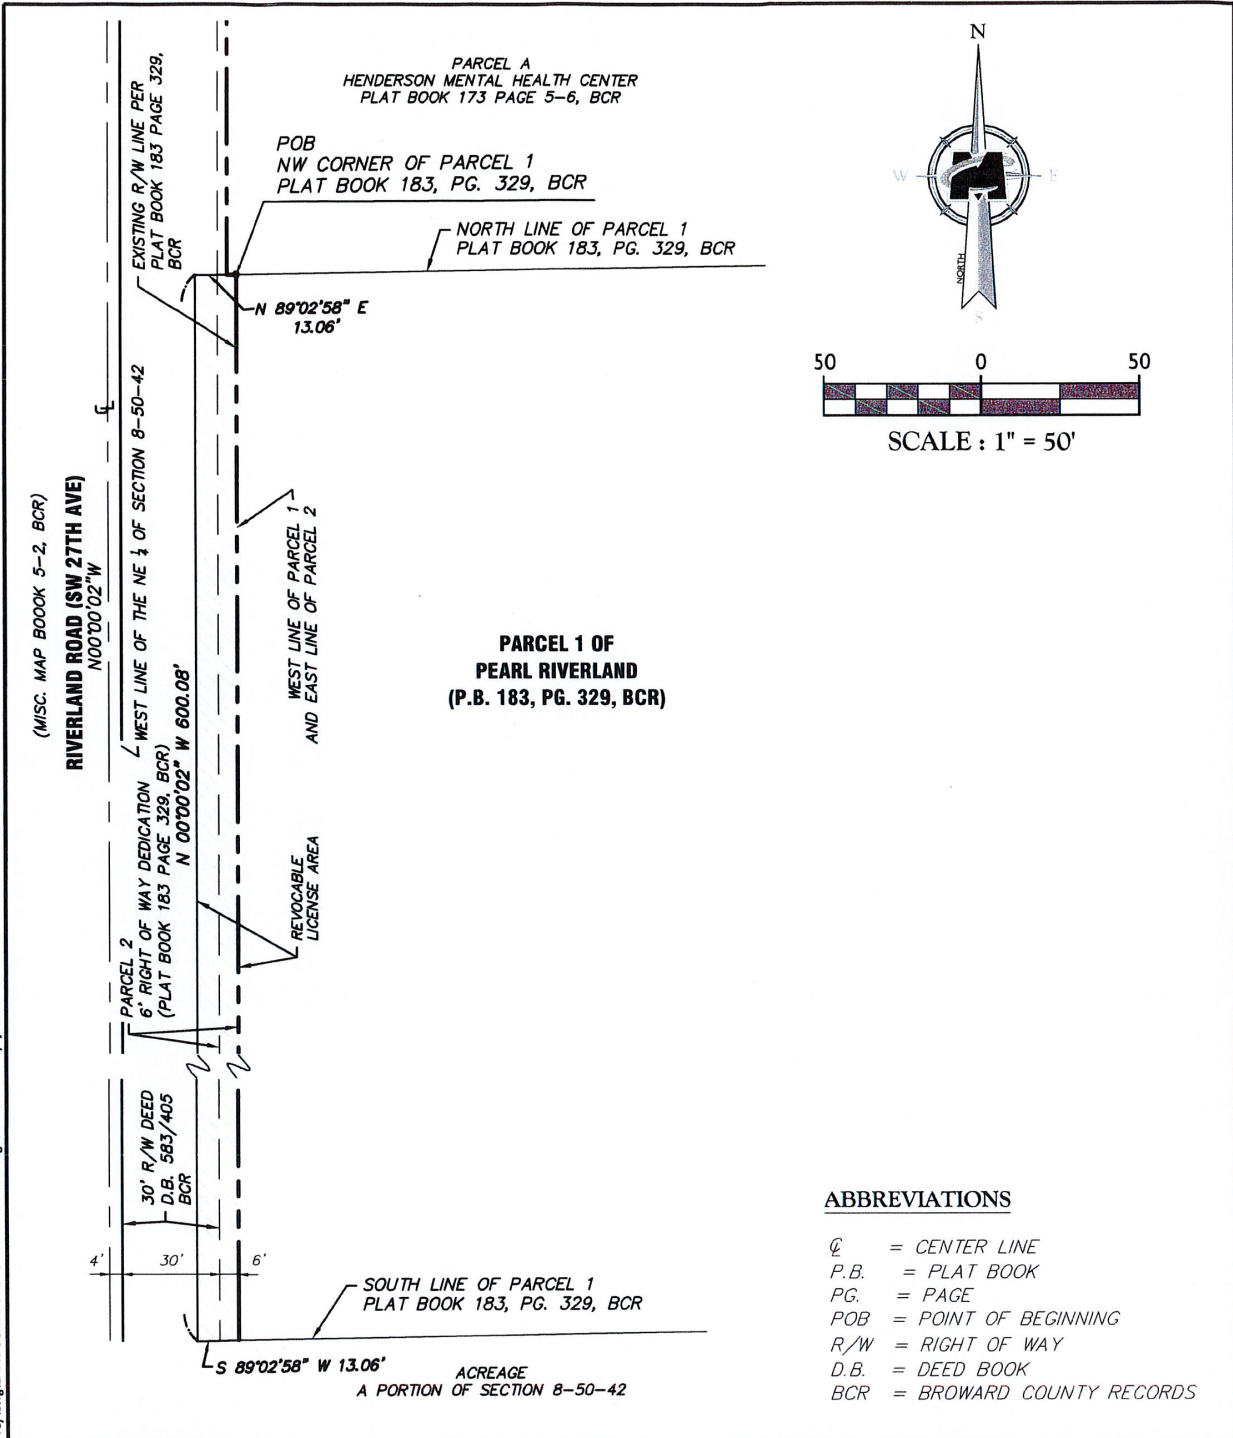 PARCEL A
HENDERSON MENTAL HEALTH CENTER
PLAT BOOK 173 PAGE 5-6, BCR
EXISTING R/W LINE PER
PLAT BOOK 183 PAGE 329,
BCR
POB
NW CORNER OF PARCEL 1
PLAT BOOK 183, PG. 329, BCR
NORTH LINE OF PARCEL 1
PLAT BOOK 183, PG. 329, BCR
N 89°02'58" E
13.06'
N
W
E
NORTH
S
50 0 50
SCALE : 1" = 50'
(MISC. MAP BOOOK 5-2, BCR)
RIVERLAND ROAD (SW 27TH AVE)
N00°00'02"W
℄
WEST LINE OF THE NE ¼ OF SECTION 8-50-42
PARCEL 2
6' RIGHT OF WAY DEDICATION
(PLAT BOOK 183 PAGE 329, BCR)
N 00°00'02" W 600.08'
WEST LINE OF PARCEL 1
AND EAST LINE OF PARCEL 2
PARCEL 1 OF
PEARL RIVERLAND
(P.B. 183, PG. 329, BCR)
REVOCABLE
LICENSE AREA
30' R/W DEED
D.B. 583/405
BCR
4' 30' 6'
SOUTH LINE OF PARCEL 1
PLAT BOOK 183, PG. 329, BCR
S 89°02'58" W 13.06'
ACREAGE
A PORTION OF SECTION 8-50-42
ABBREVIATIONS
℄ = CENTER LINE
P.B. = PLAT BOOK
PG. = PAGE
POB = POINT OF BEGINNING
R/W = RIGHT OF WAY
D.B. = DEED BOOK
BCR = BROWARD COUNTY RECORDS